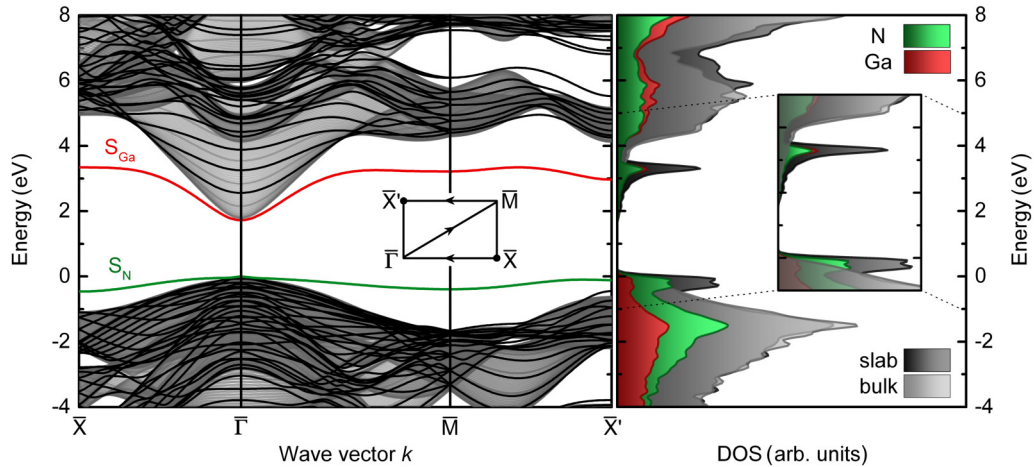 8
6
4
2
0
-2
-4
Energy (eV)
S_Ga
S_N
X̅'
M̅
Γ̅
X̅
X̅
Γ̅
M̅
X̅'
Wave vector k
N
Ga
slab
bulk
DOS (arb. units)
8
6
4
2
0
-2
-4
Energy (eV)